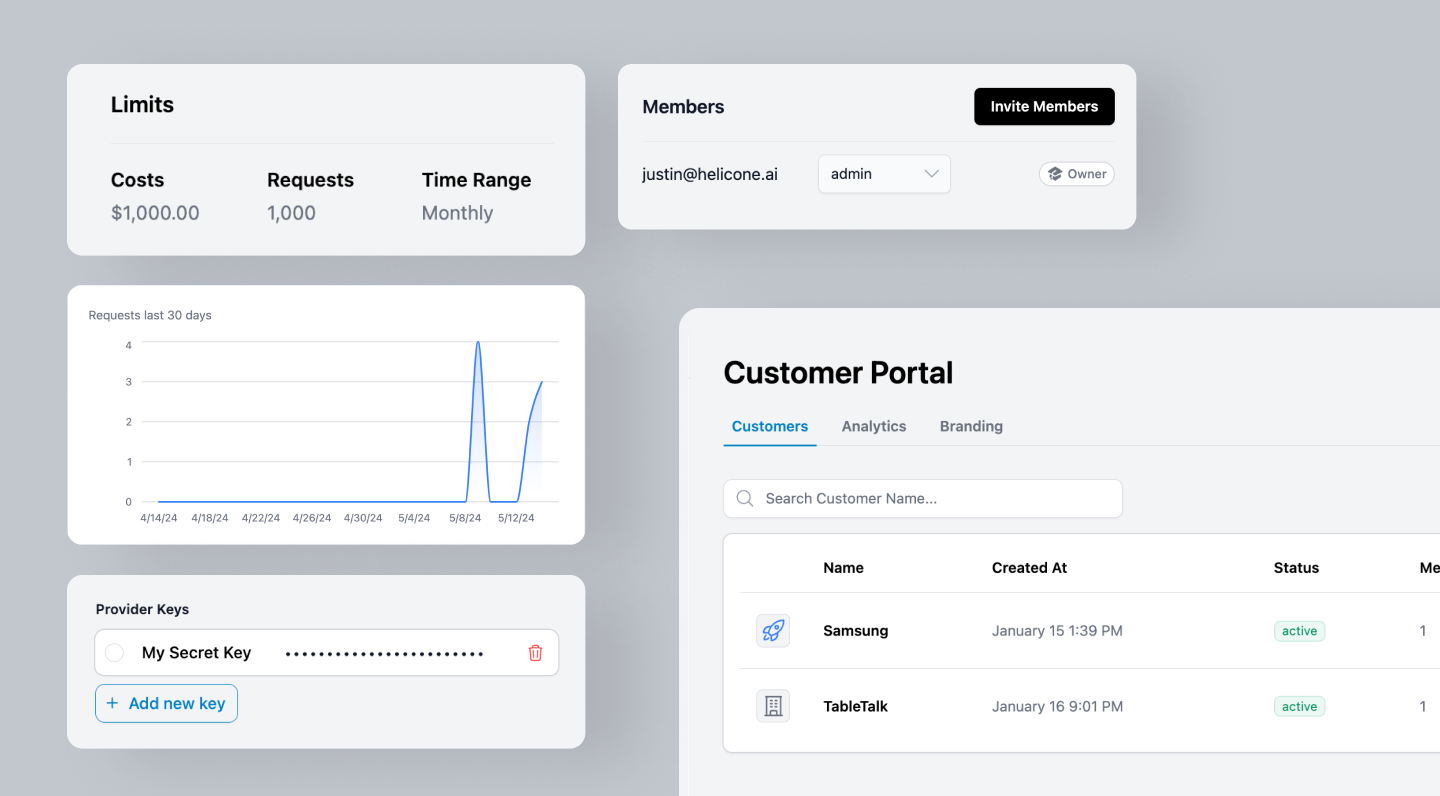 Limits
Costs Requests Time Range
$1,000.00 1,000 Monthly
Members Invite Members
justin@helicone.ai admin Owner
Requests last 30 days
4
3
2
1
0
4/14/24 4/18/24 4/22/24 4/26/24 4/30/24 5/4/24 5/8/24 5/12/24
Provider Keys
My Secret Key ••••••••••••••••••••••••
+ Add new key
Customer Portal
Customers Analytics Branding
Search Customer Name...
Name Created At Status Me
Samsung January 15 1:39 PM active 1
TableTalk January 16 9:01 PM active 1